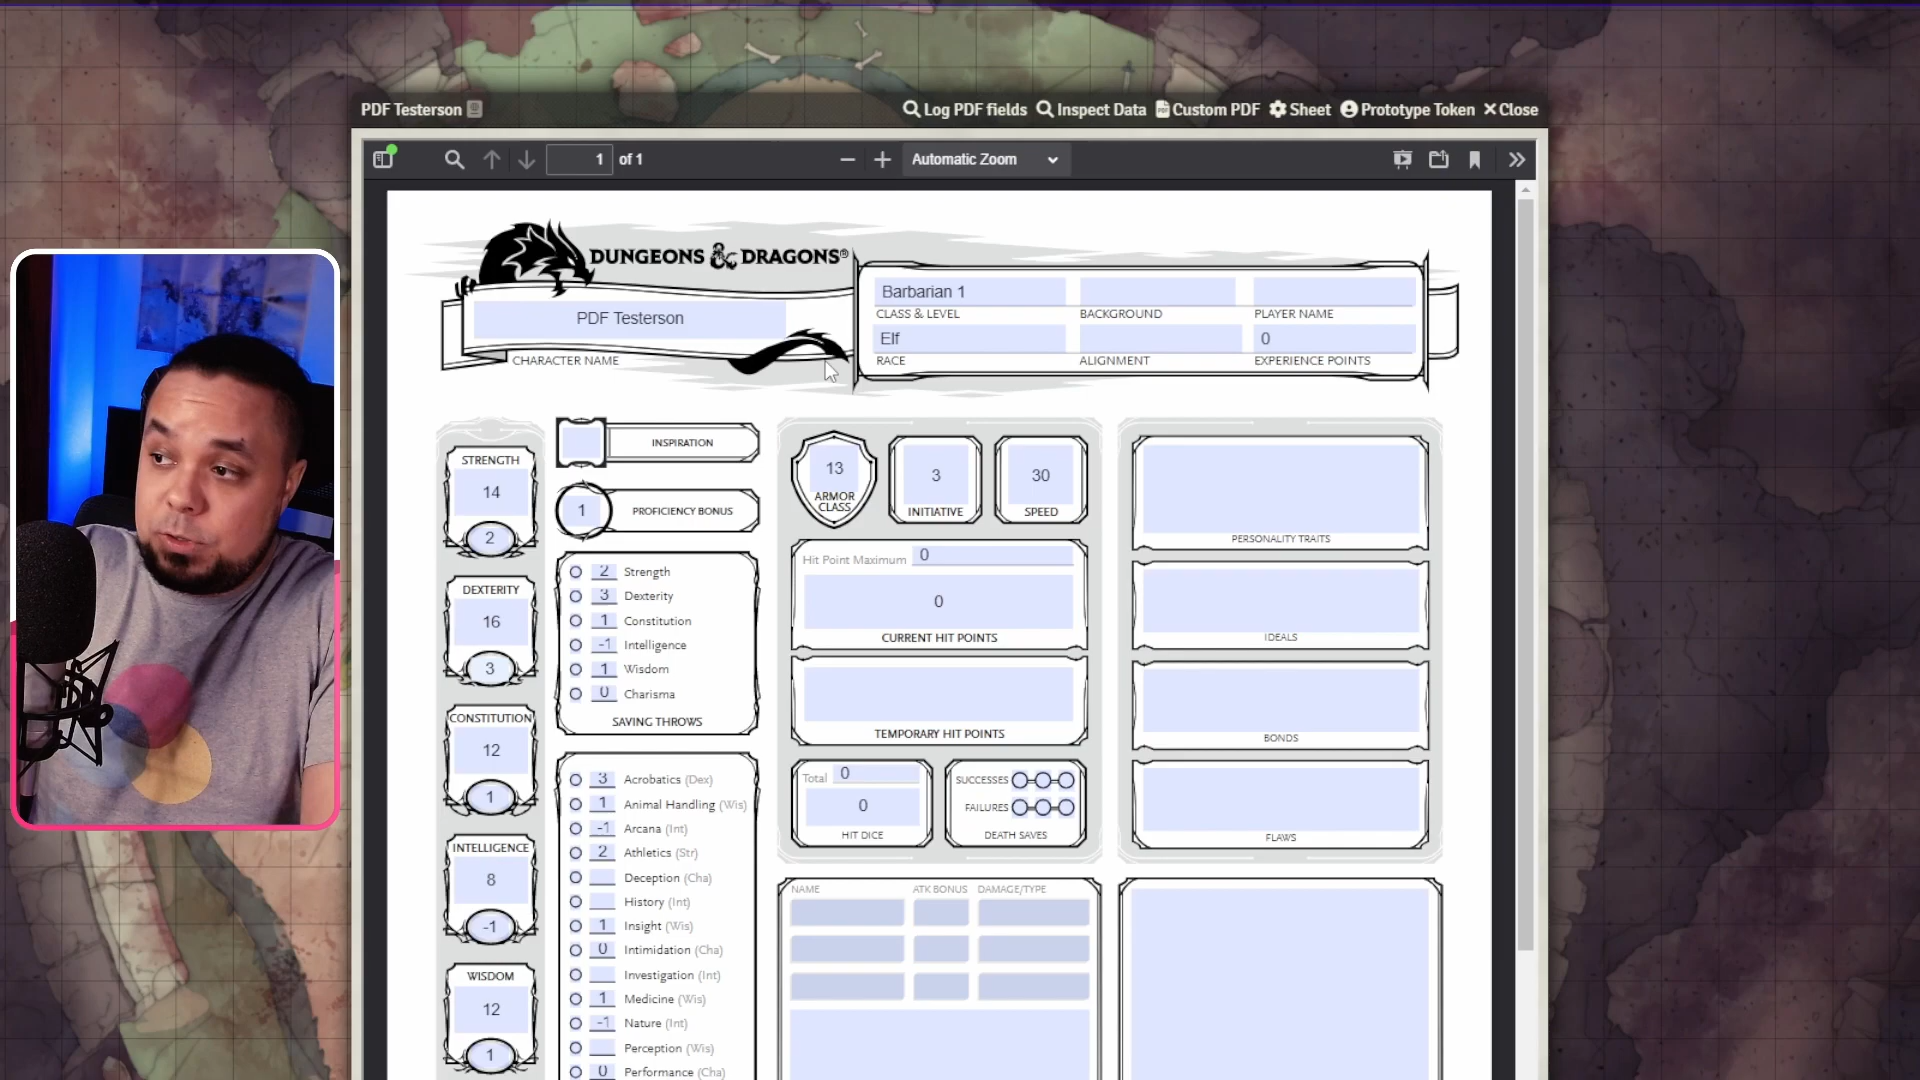 PDF Testerson
Log PDF fields Inspect Data Custom PDF Sheet Prototype Token Close
1 of 1 Automatic Zoom
DUNGEONS & DRAGONS®
PDF Testerson
CHARACTER NAME
Barbarian 1
CLASS & LEVEL BACKGROUND PLAYER NAME
Elf 0
RACE ALIGNMENT EXPERIENCE POINTS
STRENGTH
14
2
DEXTERITY
16
3
CONSTITUTION
12
1
INTELLIGENCE
8
-1
WISDOM
12
1
INSPIRATION
1 PROFICIENCY BONUS
2 Strength
3 Dexterity
1 Constitution
-1 Intelligence
1 Wisdom
0 Charisma
SAVING THROWS
3 Acrobatics (Dex)
1 Animal Handling (Wis)
-1 Arcana (Int)
2 Athletics (Str)
Deception (Cha)
History (Int)
1 Insight (Wis)
0 Intimidation (Cha)
Investigation (Int)
1 Medicine (Wis)
-1 Nature (Int)
Perception (Wis)
0 Performance (Cha)
13
ARMOR
CLASS
3
INITIATIVE
30
SPEED
Hit Point Maximum 0
0
CURRENT HIT POINTS
TEMPORARY HIT POINTS
Total 0
0
HIT DICE
SUCCESSES
FAILURES
DEATH SAVES
NAME ATK BONUS DAMAGE/TYPE
PERSONALITY TRAITS
IDEALS
BONDS
FLAWS